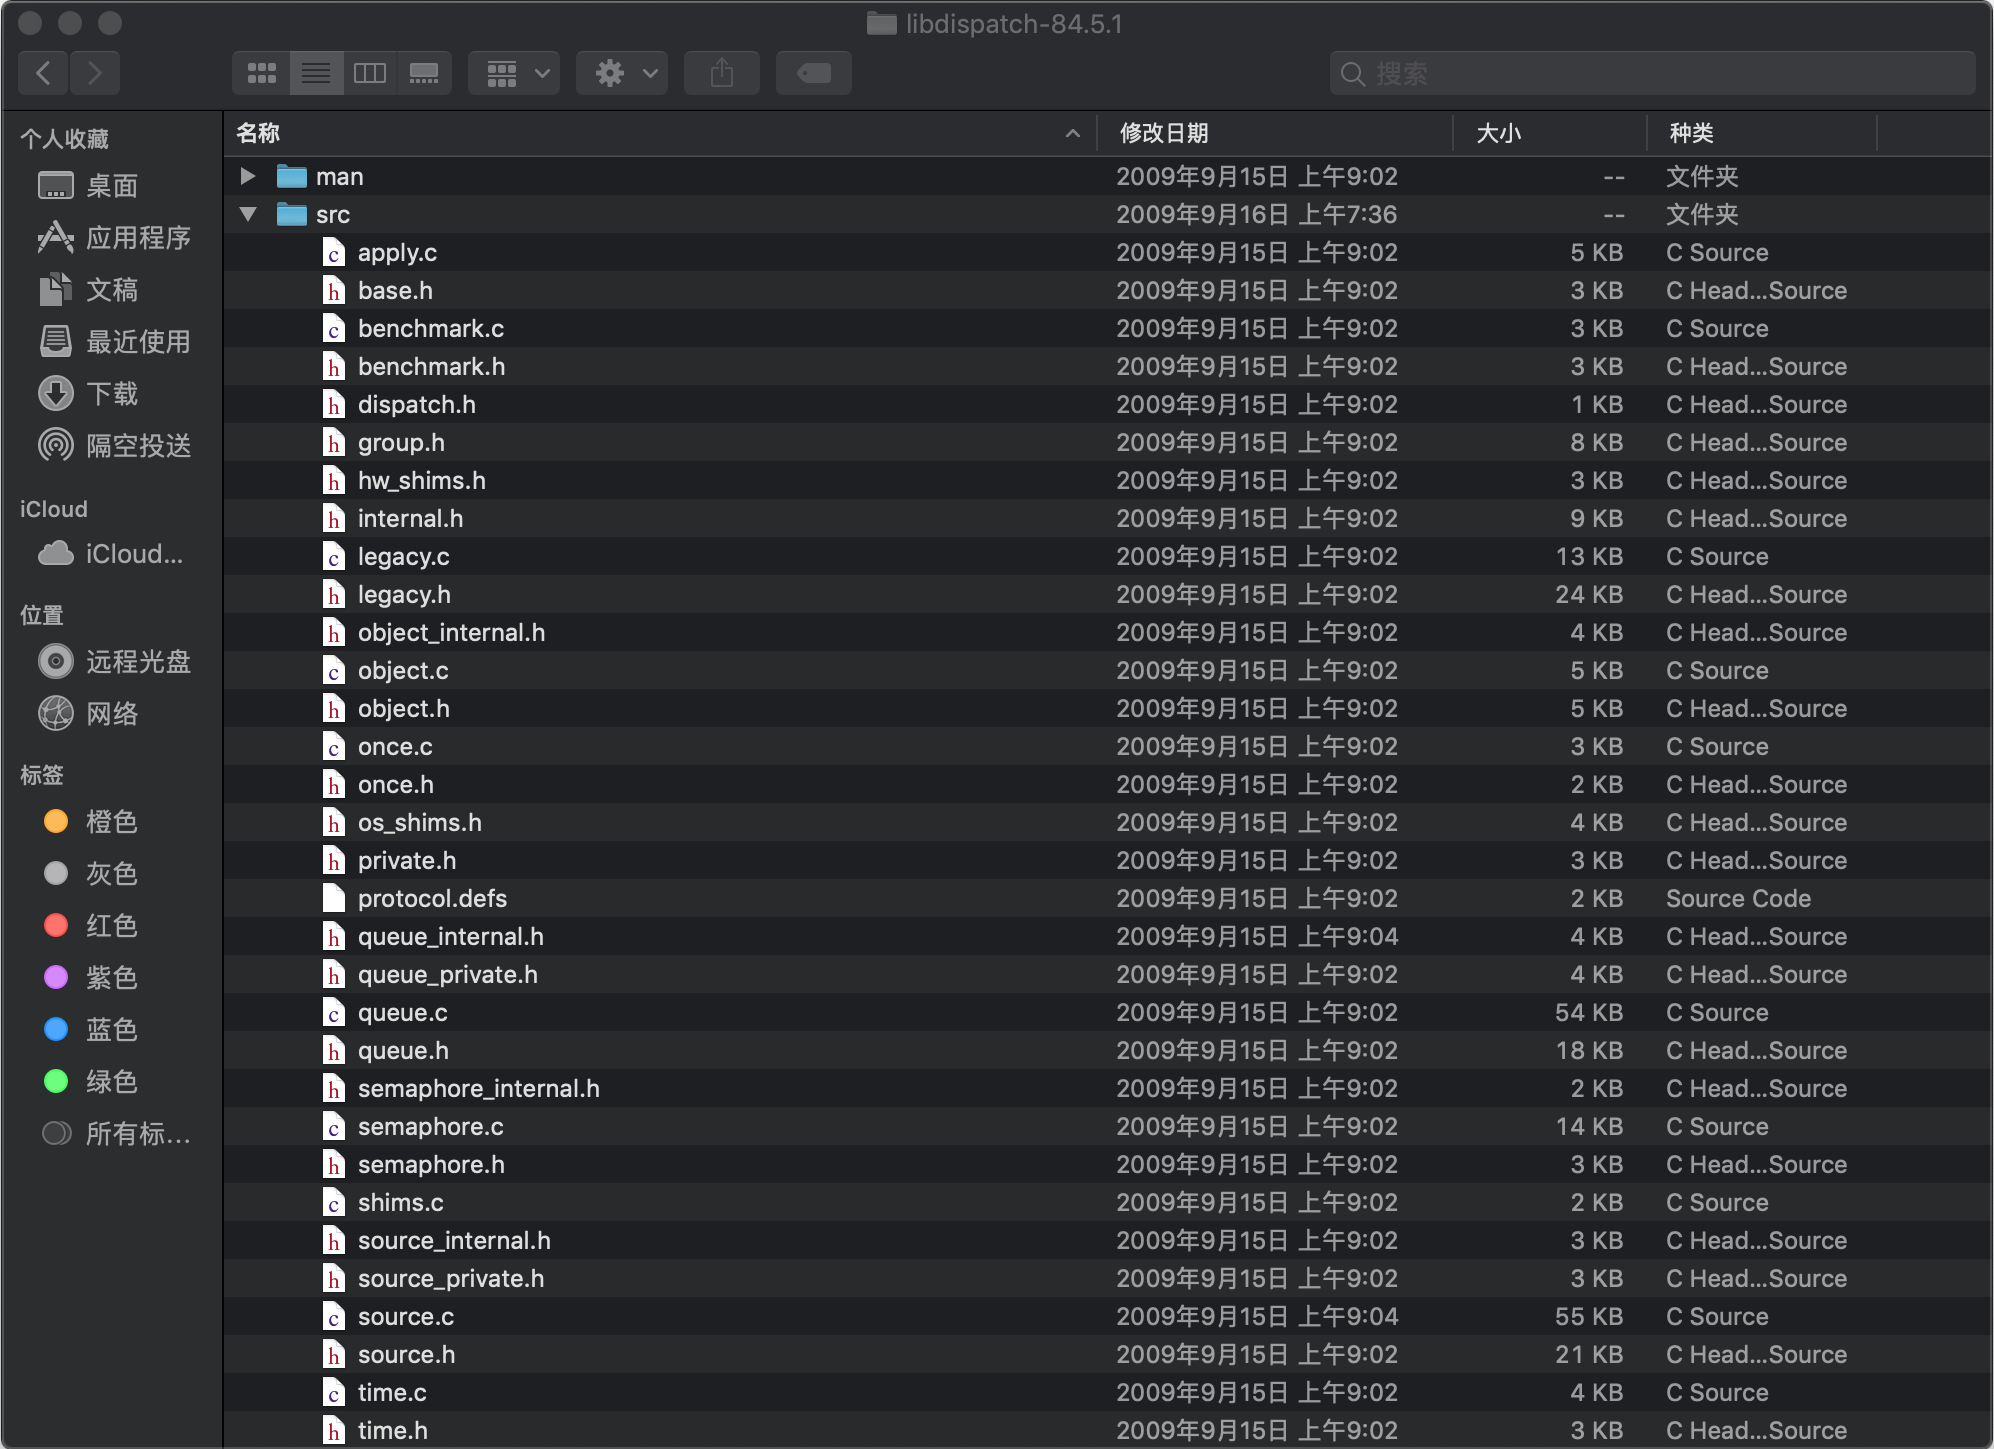 libdispatch-84.5.1
搜索
个人收藏
桌面
应用程序
文稿
最近使用
下载
隔空投送
iCloud
iCloud...
位置
远程光盘
网络
标签
橙色
灰色
红色
紫色
蓝色
绿色
所有标...
名称 修改日期 大小 种类
man 2009年9月15日 上午9:02 -- 文件夹
src 2009年9月16日 上午7:36 -- 文件夹
apply.c 2009年9月15日 上午9:02 5 KB C Source
base.h 2009年9月15日 上午9:02 3 KB C Head...Source
benchmark.c 2009年9月15日 上午9:02 3 KB C Source
benchmark.h 2009年9月15日 上午9:02 3 KB C Head...Source
dispatch.h 2009年9月15日 上午9:02 1 KB C Head...Source
group.h 2009年9月15日 上午9:02 8 KB C Head...Source
hw_shims.h 2009年9月15日 上午9:02 3 KB C Head...Source
internal.h 2009年9月15日 上午9:02 9 KB C Head...Source
legacy.c 2009年9月15日 上午9:02 13 KB C Source
legacy.h 2009年9月15日 上午9:02 24 KB C Head...Source
object_internal.h 2009年9月15日 上午9:02 4 KB C Head...Source
object.c 2009年9月15日 上午9:02 5 KB C Source
object.h 2009年9月15日 上午9:02 5 KB C Head...Source
once.c 2009年9月15日 上午9:02 3 KB C Source
once.h 2009年9月15日 上午9:02 2 KB C Head...Source
os_shims.h 2009年9月15日 上午9:02 4 KB C Head...Source
private.h 2009年9月15日 上午9:02 3 KB C Head...Source
protocol.defs 2009年9月15日 上午9:02 2 KB Source Code
queue_internal.h 2009年9月15日 上午9:04 4 KB C Head...Source
queue_private.h 2009年9月15日 上午9:02 4 KB C Head...Source
queue.c 2009年9月15日 上午9:02 54 KB C Source
queue.h 2009年9月15日 上午9:02 18 KB C Head...Source
semaphore_internal.h 2009年9月15日 上午9:02 2 KB C Head...Source
semaphore.c 2009年9月15日 上午9:02 14 KB C Source
semaphore.h 2009年9月15日 上午9:02 3 KB C Head...Source
shims.c 2009年9月15日 上午9:02 2 KB C Source
source_internal.h 2009年9月15日 上午9:02 3 KB C Head...Source
source_private.h 2009年9月15日 上午9:02 3 KB C Head...Source
source.c 2009年9月15日 上午9:04 55 KB C Source
source.h 2009年9月15日 上午9:02 21 KB C Head...Source
time.c 2009年9月15日 上午9:02 4 KB C Source
time.h 2009年9月15日 上午9:02 3 KB C Head...Source